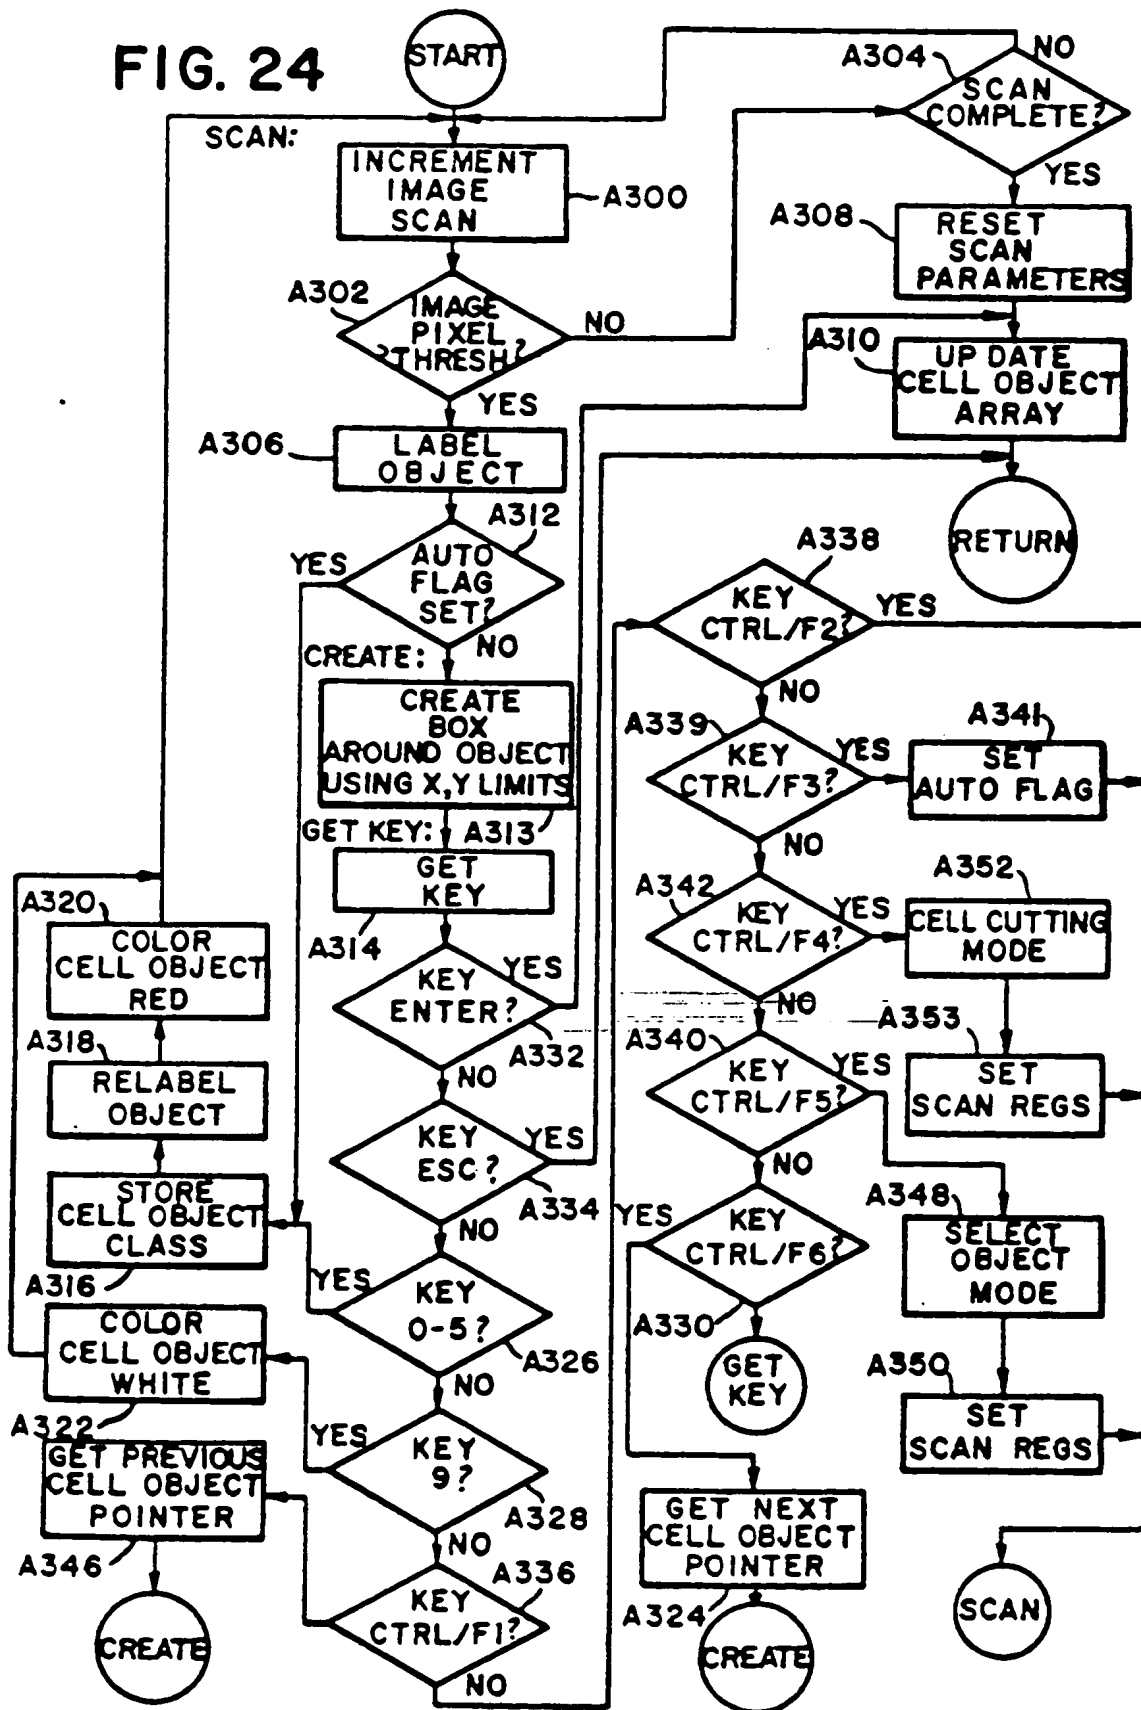 FIG. 24
START
SCAN:
INCREMENT
IMAGE
SCAN
A300
A302
IMAGE
PIXEL
>THRESH?
NO
YES
A304
SCAN
COMPLETE?
NO
YES
A308
RESET
SCAN
PARAMETERS
A310
UP DATE
CELL OBJECT
ARRAY
RETURN
A306
LABEL
OBJECT
A312
AUTO
FLAG
SET?
YES
NO
CREATE:
CREATE
BOX
AROUND OBJECT
USING X,Y LIMITS
A313
GET KEY:
GET
KEY
A314
KEY
ENTER?
YES
A332
NO
KEY
ESC?
YES
A334
NO
KEY
0-5?
YES
A326
NO
KEY
9?
YES
A328
NO
A336
KEY
CTRL/F1?
NO
A320
COLOR
CELL OBJECT
RED
A318
RELABEL
OBJECT
STORE
CELL OBJECT
CLASS
A316
COLOR
CELL OBJECT
WHITE
A322
GET PREVIOUS
CELL OBJECT
POINTER
A346
CREATE
A338
KEY
CTRL/F2?
YES
NO
A339
KEY
CTRL/F3?
YES
NO
A341
SET
AUTO FLAG
A342
KEY
CTRL/F4?
YES
NO
A352
CELL CUTTING
MODE
A353
SET
SCAN REGS
A340
KEY
CTRL/F5?
YES
NO
A348
SELECT
OBJECT
MODE
A350
SET
SCAN REGS
YES
KEY
CTRL/F6?
A330
GET
KEY
GET NEXT
CELL OBJECT
POINTER
A324
CREATE
SCAN